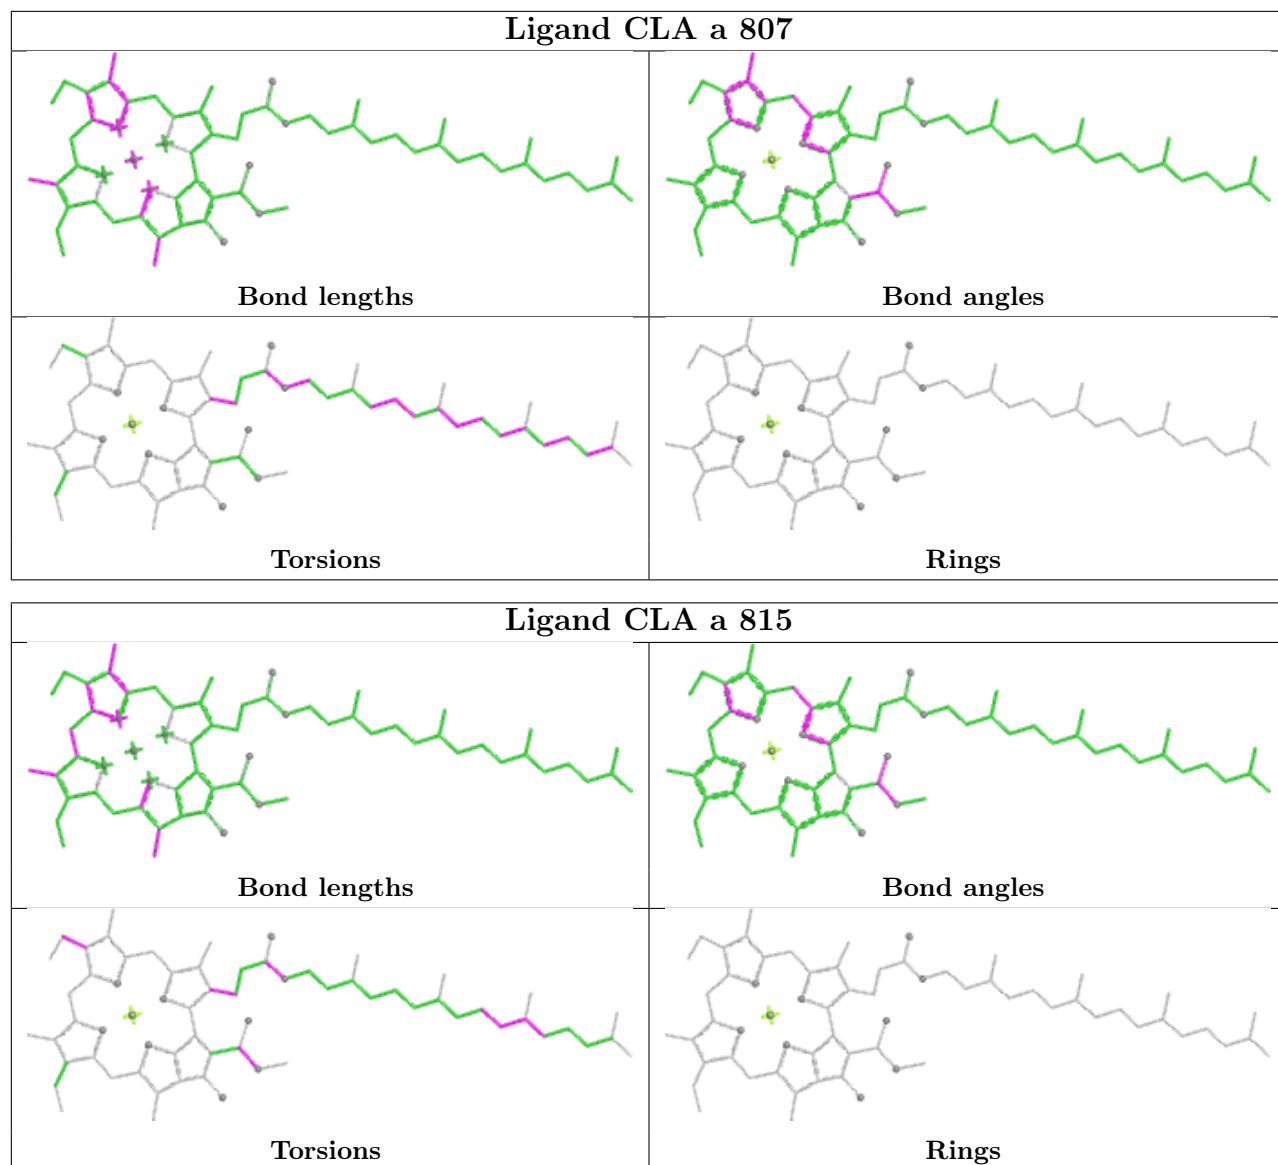 Ligand CLA a 807
Bond lengths
Bond angles
Torsions
Rings
Ligand CLA a 815
Bond lengths
Bond angles
Torsions
Rings